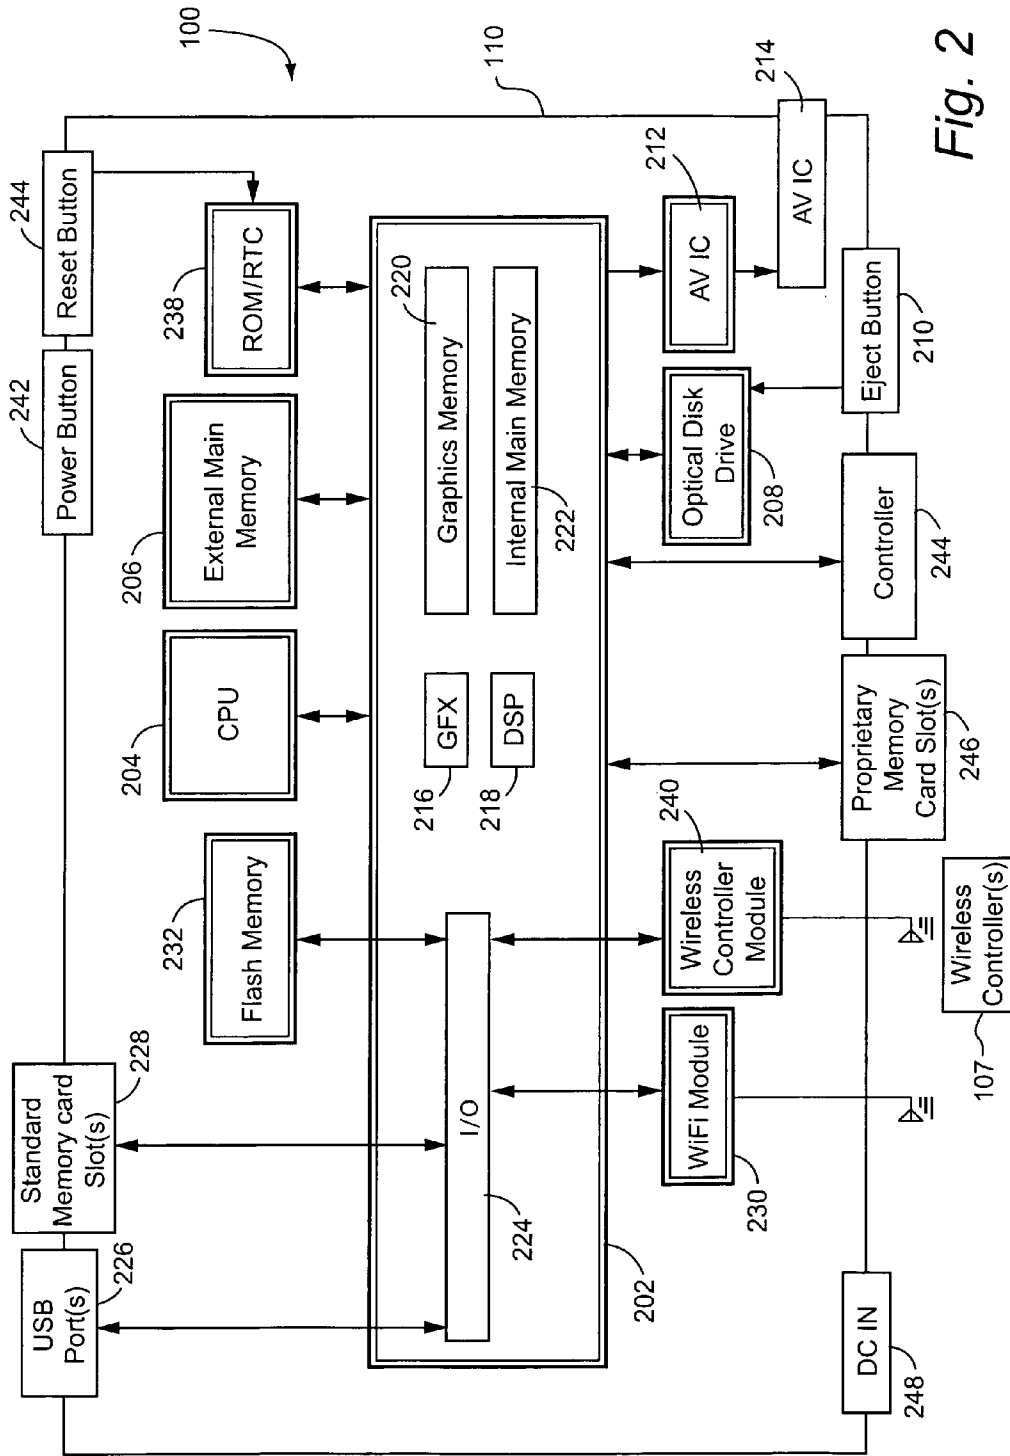 100
242
244
Power Button
Reset Button
110
228
Standard
Memory card
Slot(s)
226
USB
Port(s)
232
Flash Memory
204
CPU
206
External Main
Memory
238
ROM/RTC
I/O
224
216
GFX
218
DSP
220
Graphics Memory
Internal Main Memory
222
202
230
WiFi Module
240
Wireless
Controller
Module
Optical Disk
Drive
208
212
AV IC
214
AV IC
248
DC IN
107
Wireless
Controller(s)
Proprietary
Memory
Card Slot(s)
246
Controller
244
Eject Button
210
Fig. 2